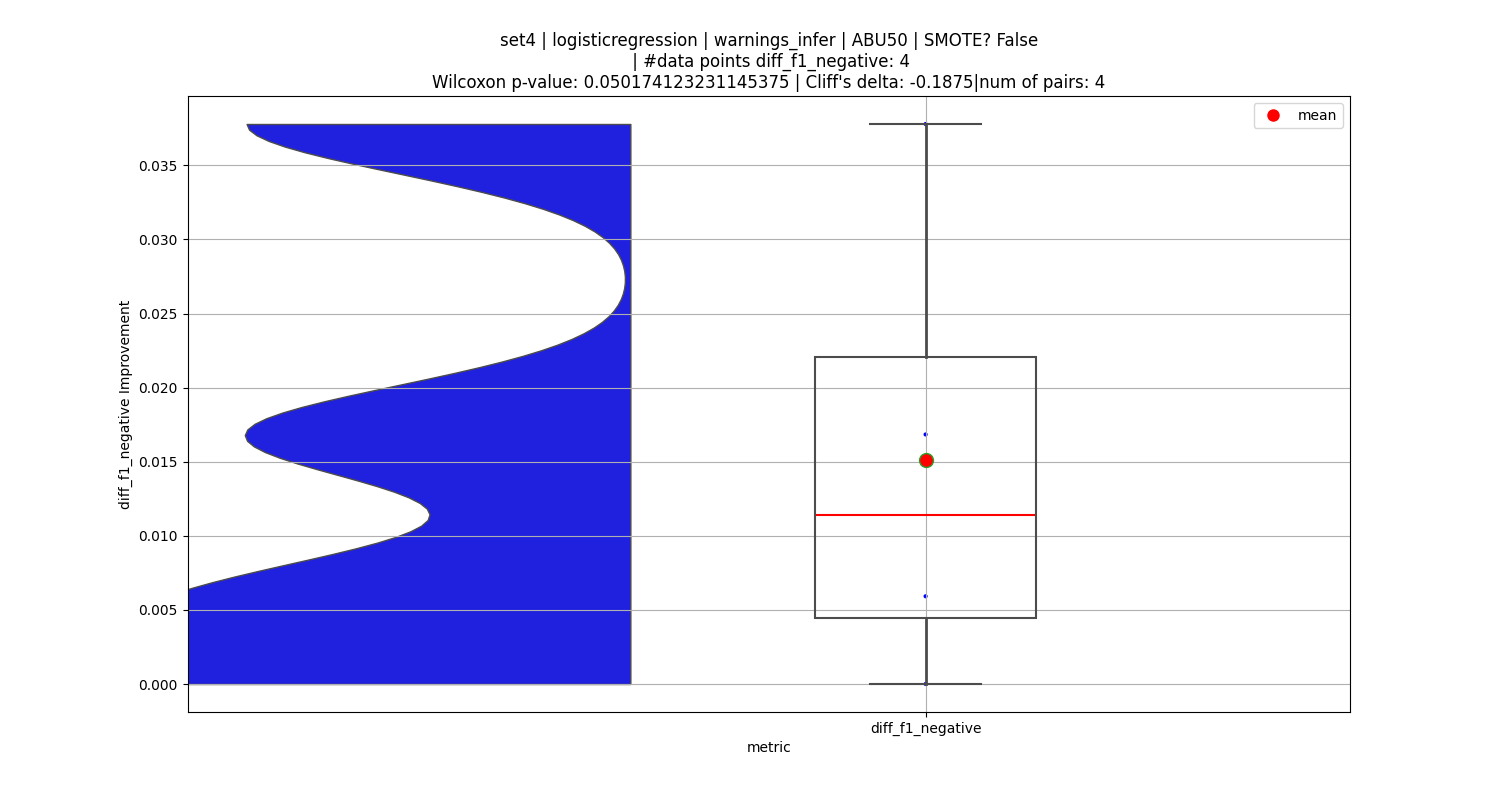 set4 | logisticregression | warnings_infer | ABU50 | SMOTE? False
| #data points diff_f1_negative: 4
Wilcoxon p-value: 0.050174123231145375 | Cliff's delta: -0.1875|num of pairs: 4
mean
0.035
0.030
0.025
0.020
0.015
0.010
0.005
0.000
diff_f1_negative Improvement
diff_f1_negative
metric